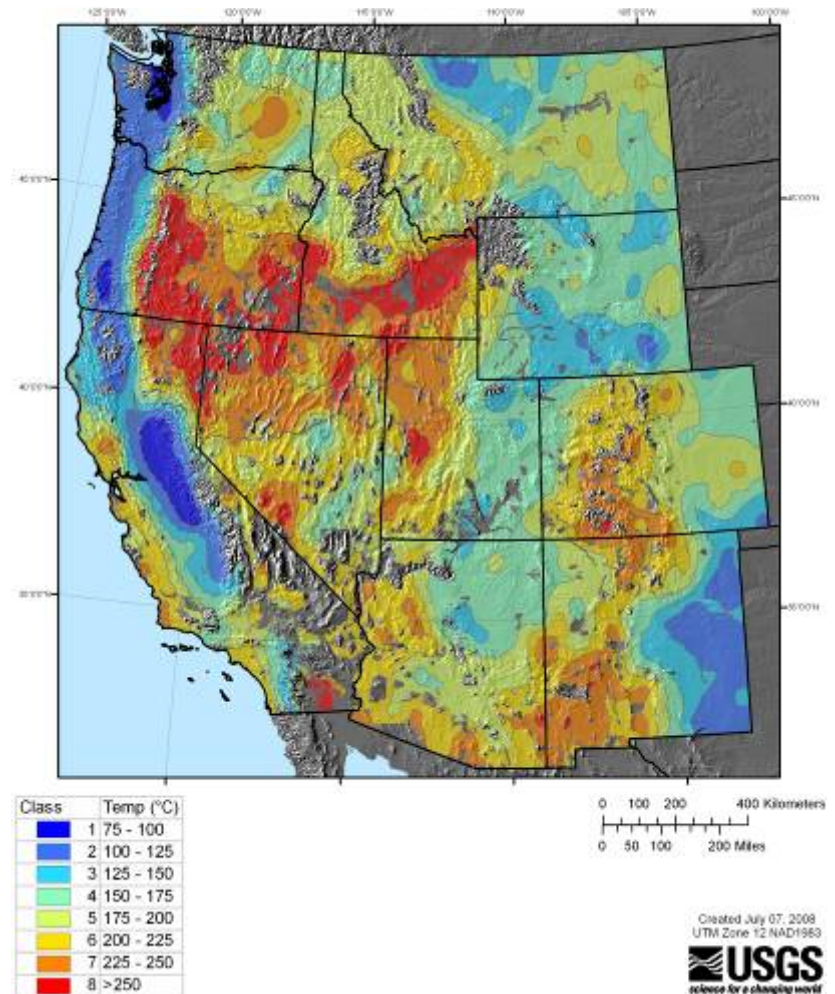 Class Temp (°C)
1 75 - 100
2 100 - 125
3 125 - 150
4 150 - 175
5 175 - 200
6 200 - 225
7 225 - 250
8 >250
0 100 200 400 Kilometers
0 50 100 200 Miles
Created July 07, 2008
UTM Zone 12 NAD1983
USGS
science for a changing world